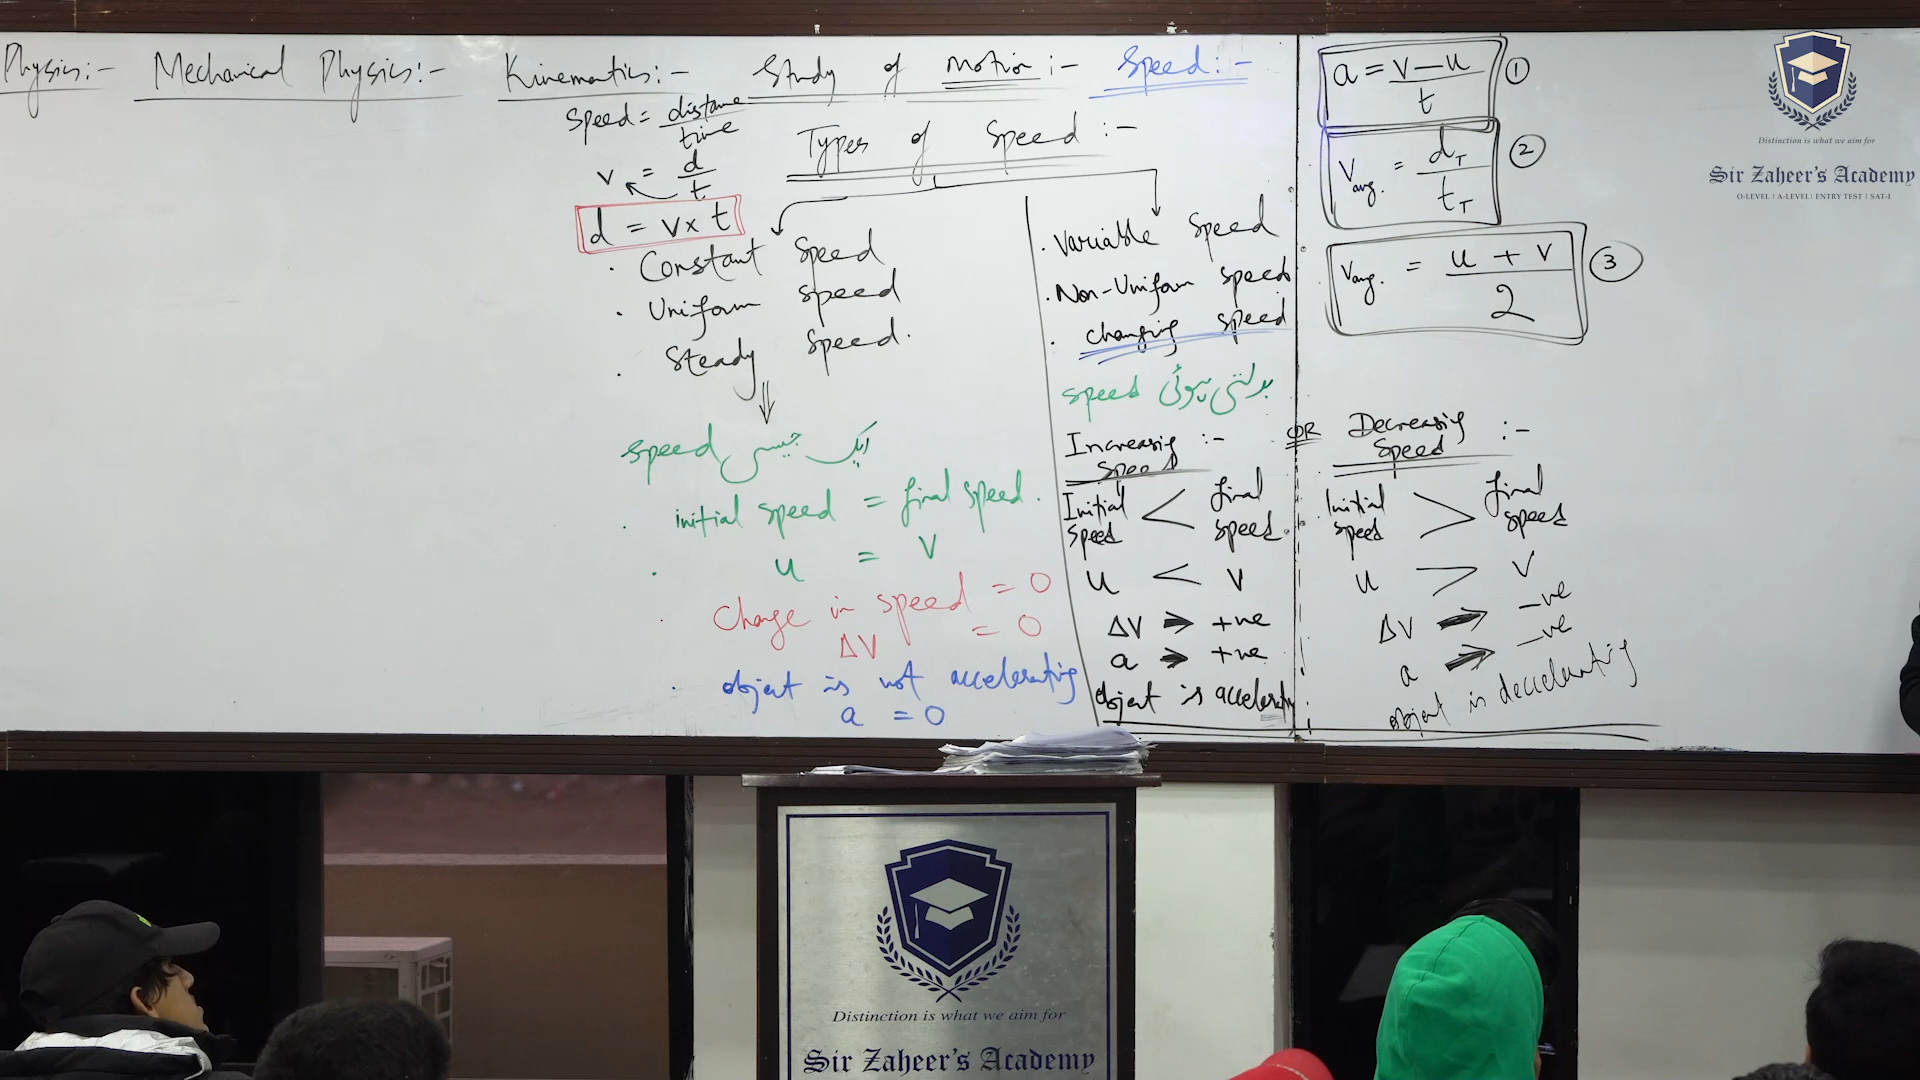 Physics:- Mechanical Physics:- Kinematics:- Study of Motion:- Speed:-
Speed = distance / time
v = d / t
d = v x t
Types of Speed :-
· Constant Speed
· Uniform speed
· Steady Speed.
ایک جیسی speed
· initial speed = final speed.
· u = v
· Change in speed = 0
ΔV = 0
· object is not accelerating
a = 0
· Variable Speed
· Non-Uniform speed
· changing speed
بدلتی ہوئی speed
Increasing Speed :-
Initial Speed < final speed
u < v
ΔV ⇒ +ve
a ⇒ +ve
object is accelerating
OR
Decreasing Speed :-
Initial speed > final speed
u > v
ΔV ⇒ -ve
a ⇒ -ve
object is deccelerating
a = v - u / t ①
Vavg. = dT / tT ②
Vavg. = u + v / 2 ③
Distinction is what we aim for
Sir Zaheer's Academy
O-LEVEL | A-LEVEL | ENTRY TEST | SAT-I
Distinction is what we aim for
Sir Zaheer's Academy